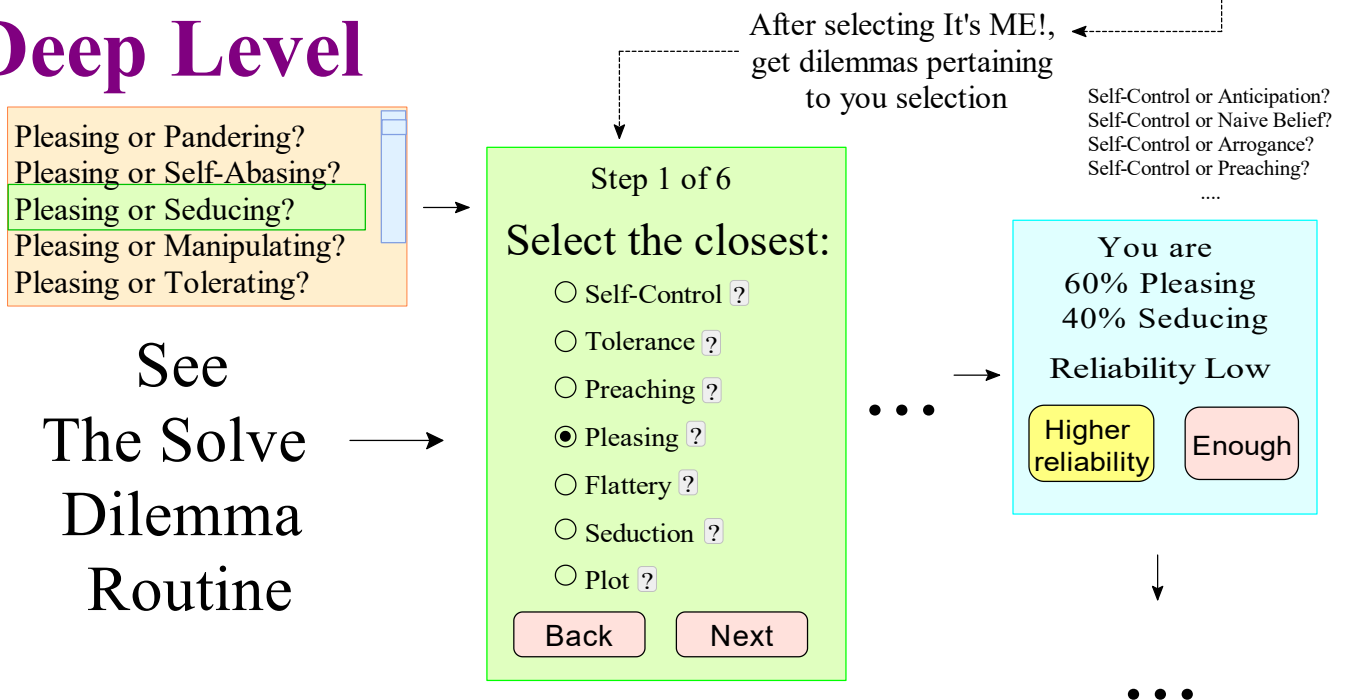 Deep Level
Pleasing or Pandering?
Pleasing or Self-Abasing?
Pleasing or Seducing?
Pleasing or Manipulating?
Pleasing or Tolerating?
See
The Solve
Dilemma
Routine
After selecting It's ME!,
get dilemmas pertaining
to you selection
Step 1 of 6
Select the closest:
Self-Control ?
Tolerance ?
Preaching ?
Pleasing ?
Flattery ?
Seduction ?
Plot ?
Back Next
...
Self-Control or Anticipation?
Self-Control or Naive Belief?
Self-Control or Arrogance?
Self-Control or Preaching?
....
You are
60% Pleasing
40% Seducing
Reliability Low
Higher
reliability
Enough
...